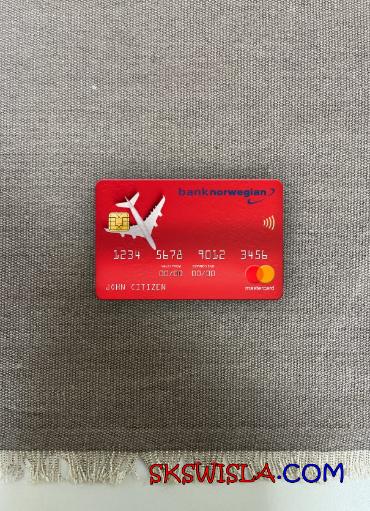 banknorwegian
1234 5678 9012 3456
00/00 00/00
JOHN CITIZEN
mastercard
SKSWISLA.COM